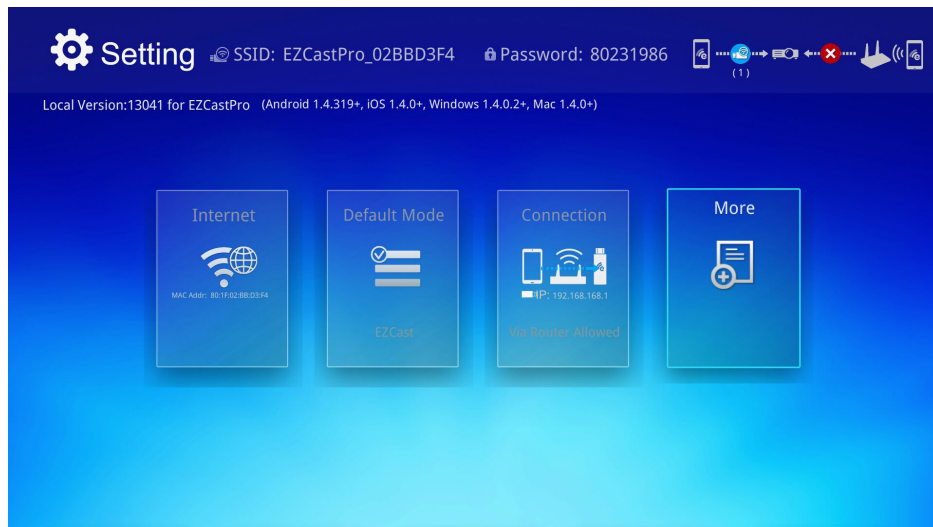 Setting SSID: EZCastPro_02BBD3F4 Password: 80231986
(1)
Local Version:13041 for EZCastPro (Android 1.4.319+, iOS 1.4.0+, Windows 1.4.0.2+, Mac 1.4.0+)
Internet
MAC Addr: 80:1F:02:BB:D3:F4
Default Mode
EZCast
Connection
IP: 192.168.168.1
Via Router Allowed
More